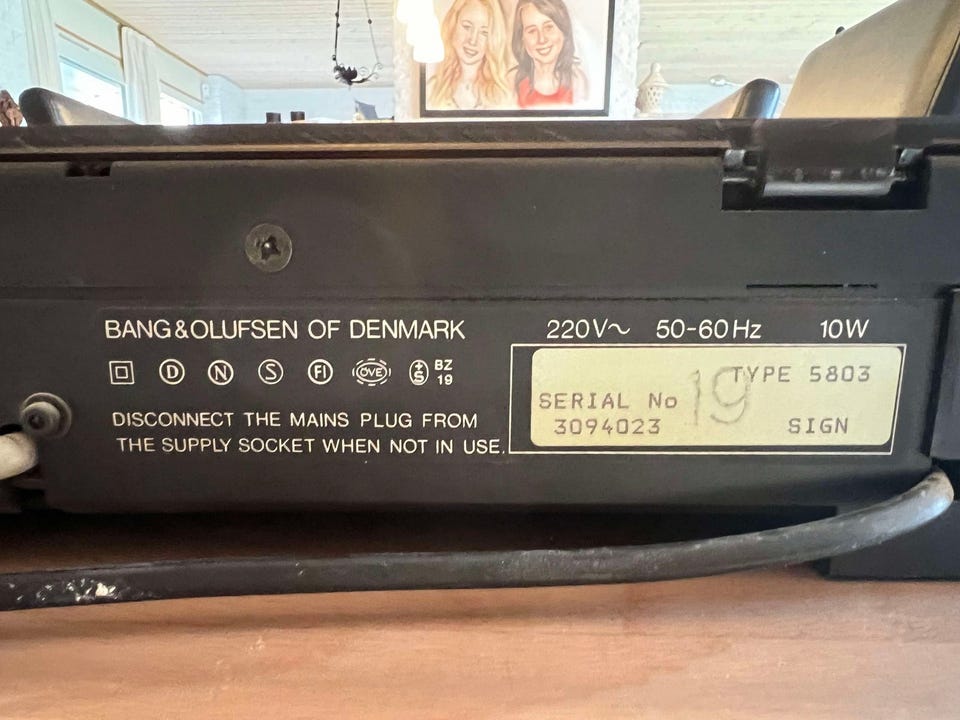 BANG&OLUFSEN OF DENMARK
220V~ 50-60Hz 10W
D N S FI ÖVE +S BZ 19
DISCONNECT THE MAINS PLUG FROM
THE SUPPLY SOCKET WHEN NOT IN USE.
TYPE 5803
SERIAL No 19
3094023 SIGN